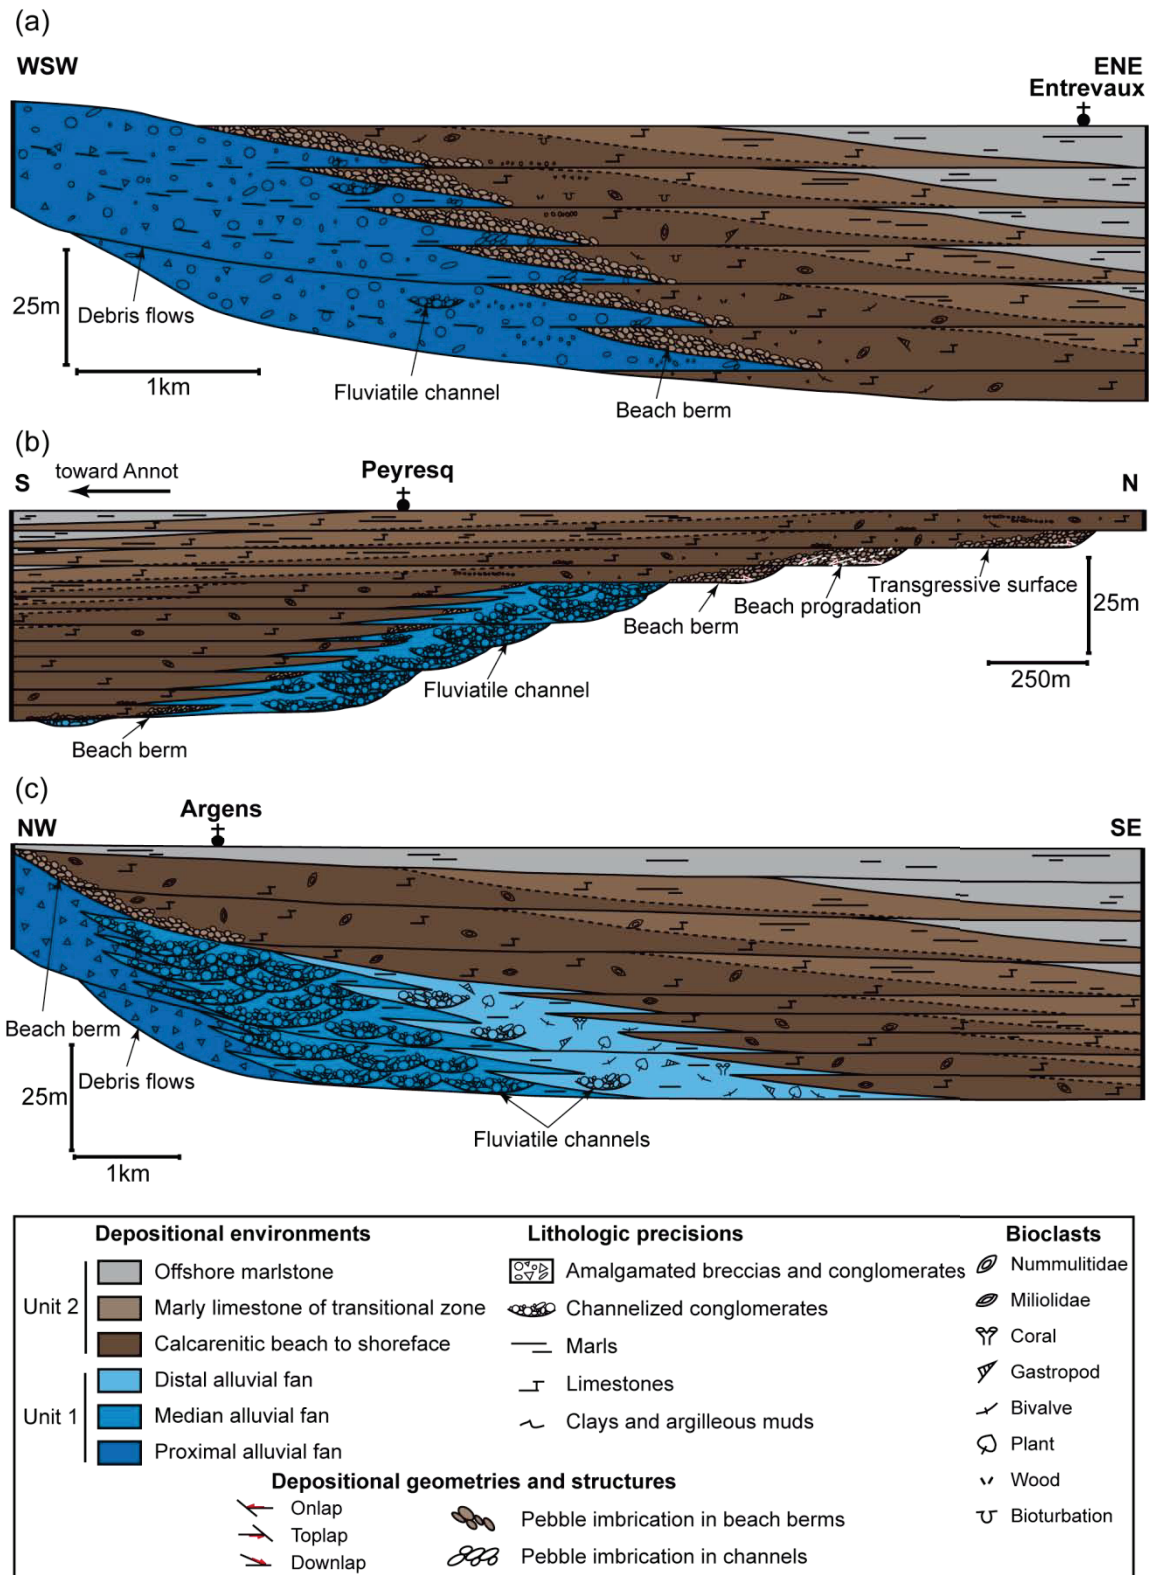 (a)
WSW
ENE
Entrevaux
25m
Debris flows
1km
Fluviatile channel
Beach berm
(b)
S
toward Annot
Peyresq
N
Transgressive surface
Beach progradation
Beach berm
25m
Fluviatile channel
250m
Beach berm
(c)
NW
Argens
SE
Beach berm
Debris flows
25m
Fluviatile channels
1km
Depositional environments
Unit 2
Offshore marlstone
Marly limestone of transitional zone
Calcarenitic beach to shoreface
Unit 1
Distal alluvial fan
Median alluvial fan
Proximal alluvial fan
Lithologic precisions
Amalgamated breccias and conglomerates
Channelized conglomerates
Marls
Limestones
Clays and argilleous muds
Bioclasts
Nummulitidae
Miliolidae
Coral
Gastropod
Bivalve
Plant
Wood
Bioturbation
Depositional geometries and structures
Onlap
Toplap
Downlap
Pebble imbrication in beach berms
Pebble imbrication in channels